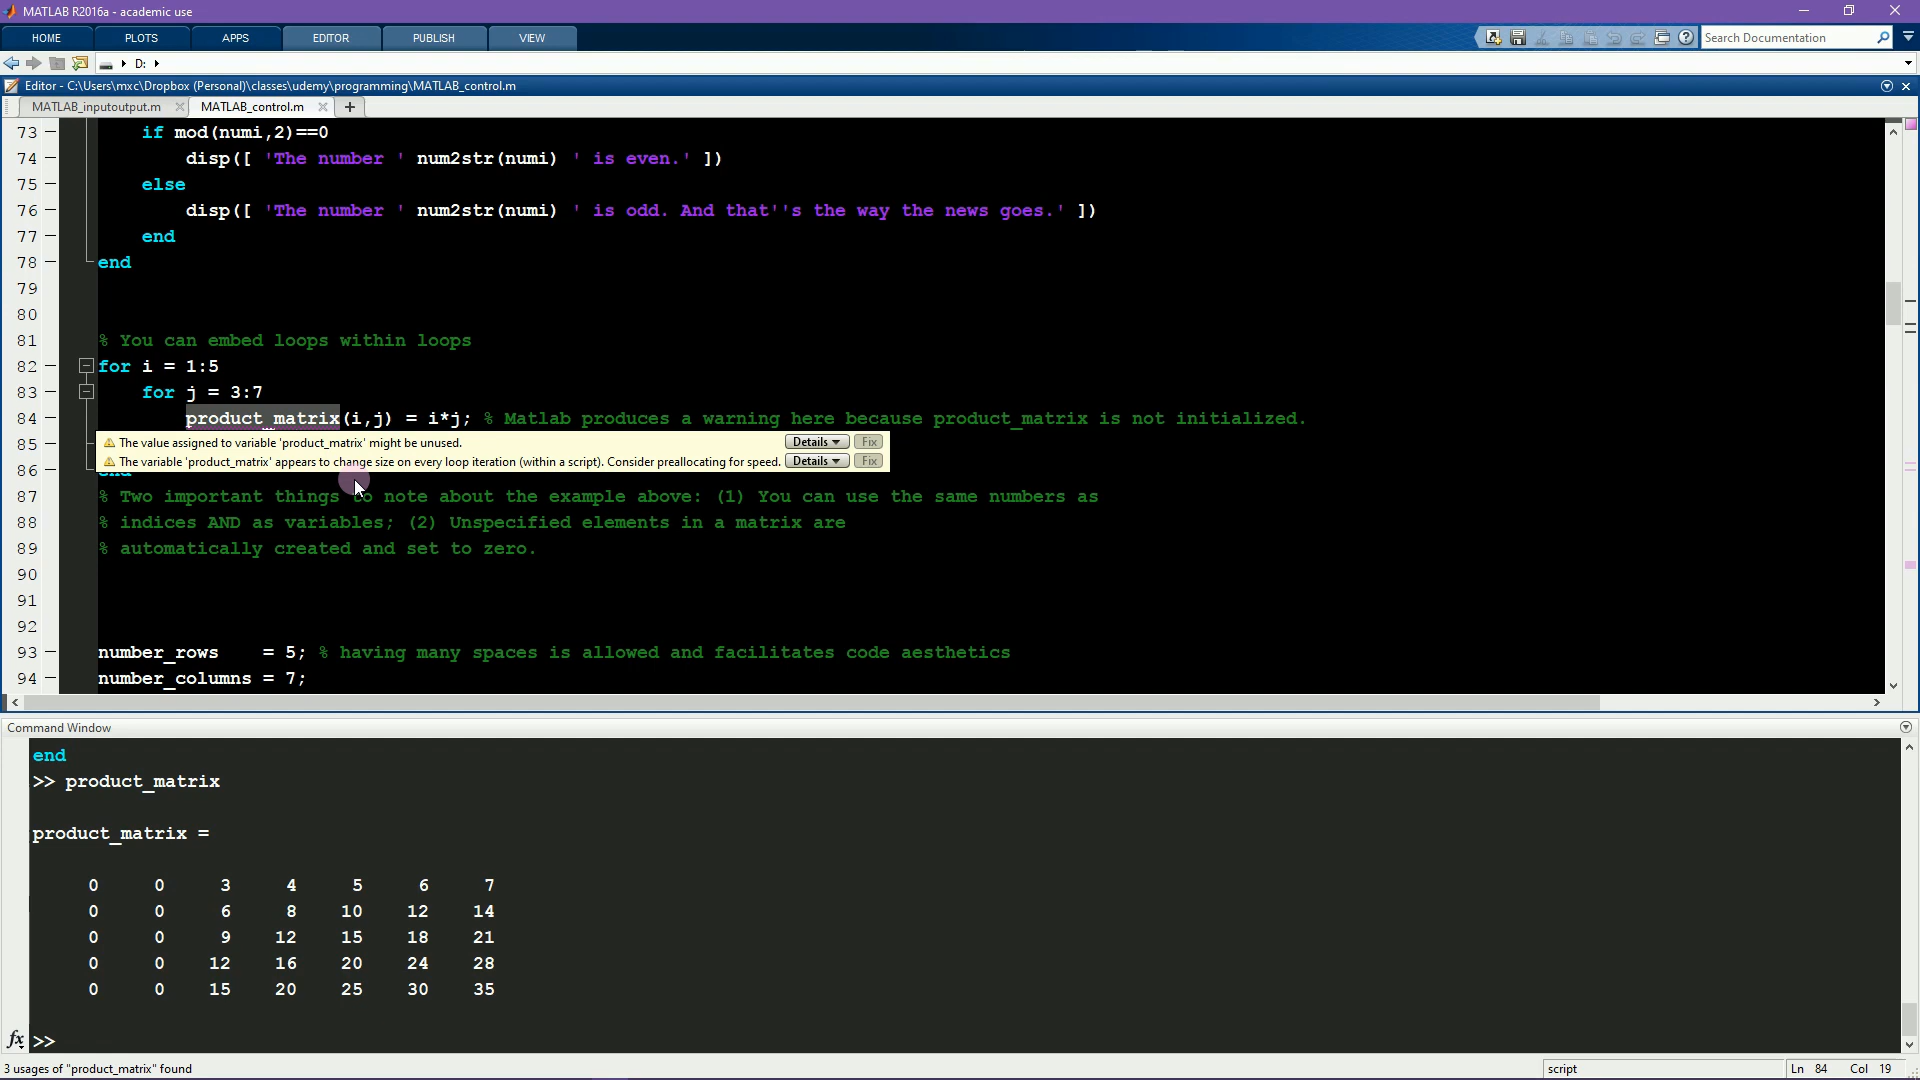 MATLAB R2016a - academic use
HOME PLOTS APPS EDITOR PUBLISH VIEW Search Documentation
D:
Editor - C:\Users\mxc\Dropbox (Personal)\classes\udemy\programming\MATLAB_control.m
MATLAB_inputoutput.m MATLAB_control.m
73 if mod(numi,2)==0
74 disp([ 'The number ' num2str(numi) ' is even.' ])
75 else
76 disp([ 'The number ' num2str(numi) ' is odd. And that''s the way the news goes.' ])
77 end
78 end
79
80
81 % You can embed loops within loops
82 for i = 1:5
83 for j = 3:7
84 product_matrix(i,j) = i*j; % Matlab produces a warning here because product_matrix is not initialized.
85 The value assigned to variable 'product_matrix' might be unused. Details Fix
The variable 'product_matrix' appears to change size on every loop iteration (within a script). Consider preallocating for speed. Details Fix
86 end
87 % Two important things to note about the example above: (1) You can use the same numbers as
88 % indices AND as variables; (2) Unspecified elements in a matrix are
89 % automatically created and set to zero.
90
91
92
93 number_rows = 5; % having many spaces is allowed and facilitates code aesthetics
94 number_columns = 7;
Command Window
end
>> product_matrix
product_matrix =
0 0 3 4 5 6 7
0 0 6 8 10 12 14
0 0 9 12 15 18 21
0 0 12 16 20 24 28
0 0 15 20 25 30 35
fx >>
3 usages of "product_matrix" found script Ln 84 Col 19